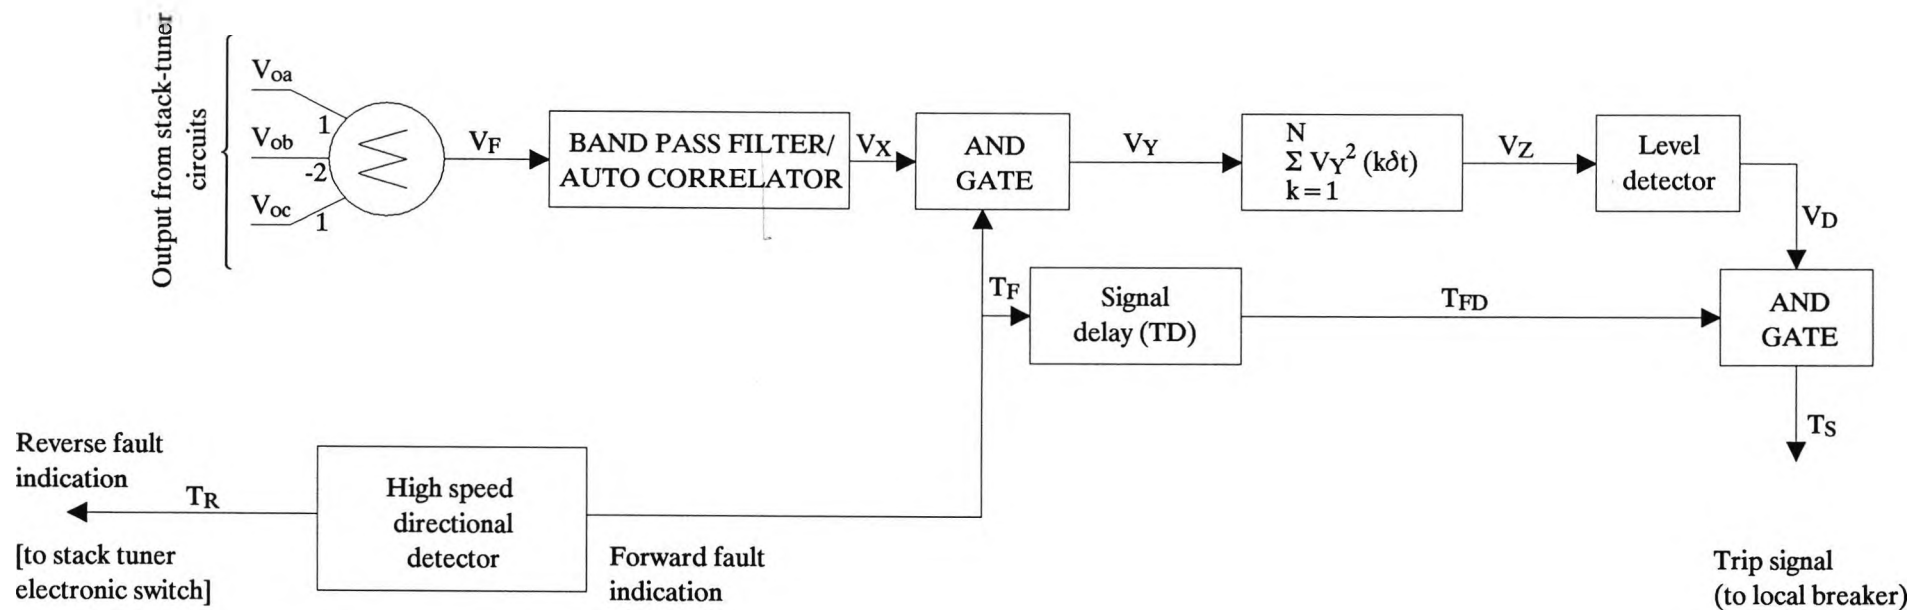 Output from stack-tuner
circuits
Voa
Vob
Voc
1
-2
1
VF
BAND PASS FILTER/
AUTO CORRELATOR
VX
AND
GATE
VY
N
Σ VY² (kδt)
k=1
VZ
Level
detector
VD
TF
Signal
delay (TD)
TFD
AND
GATE
TS
Reverse fault
indication
TR
[to stack tuner
electronic switch]
High speed
directional
detector
Forward fault
indication
Trip signal
(to local breaker)